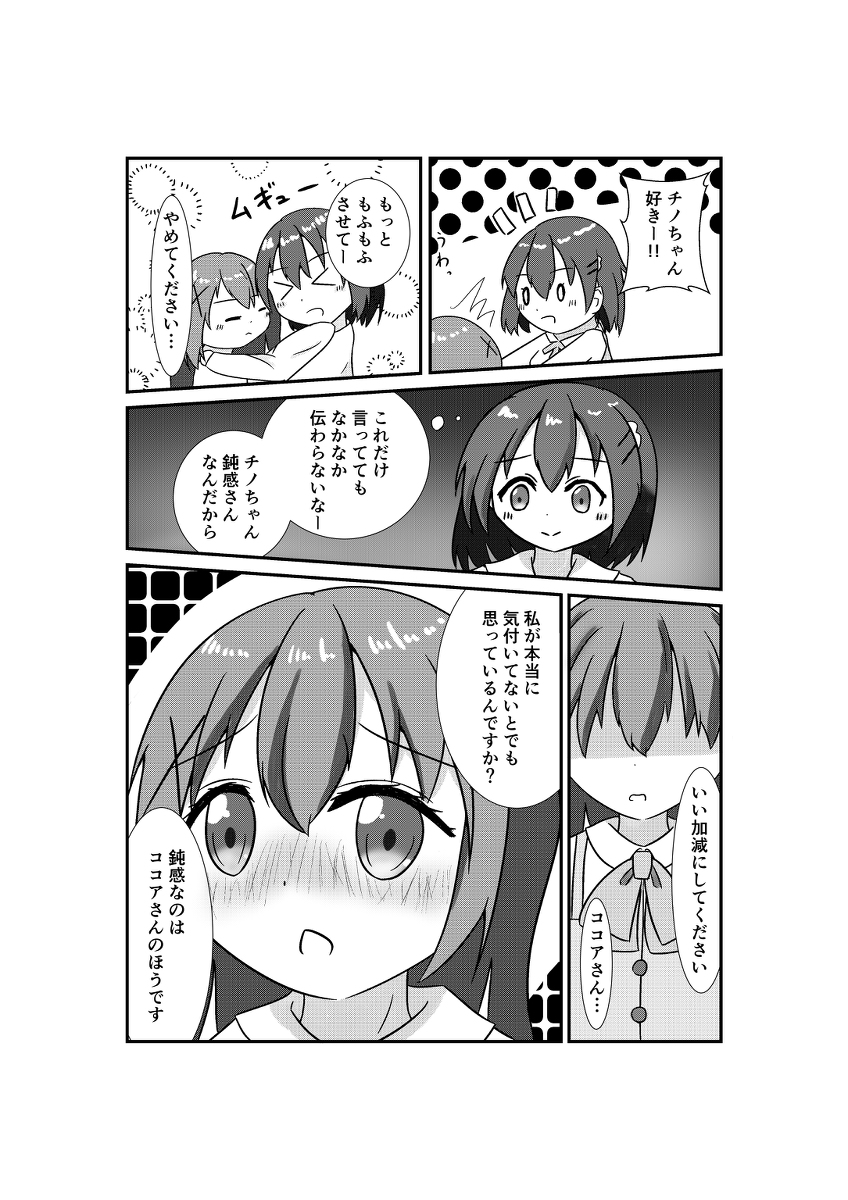 チノちゃん
好きー!!
うわっ
もっと
もふもふ
させてー
ムギュー
やめてください…
これだけ
言ってても
なかなか
伝わらないなー
チノちゃん
鈍感さん
なんだから
いい加減にしてください
ココアさん…
私が本当に
気付いてないとでも
思っているんですか?
鈍感なのは
ココアさんのほうです